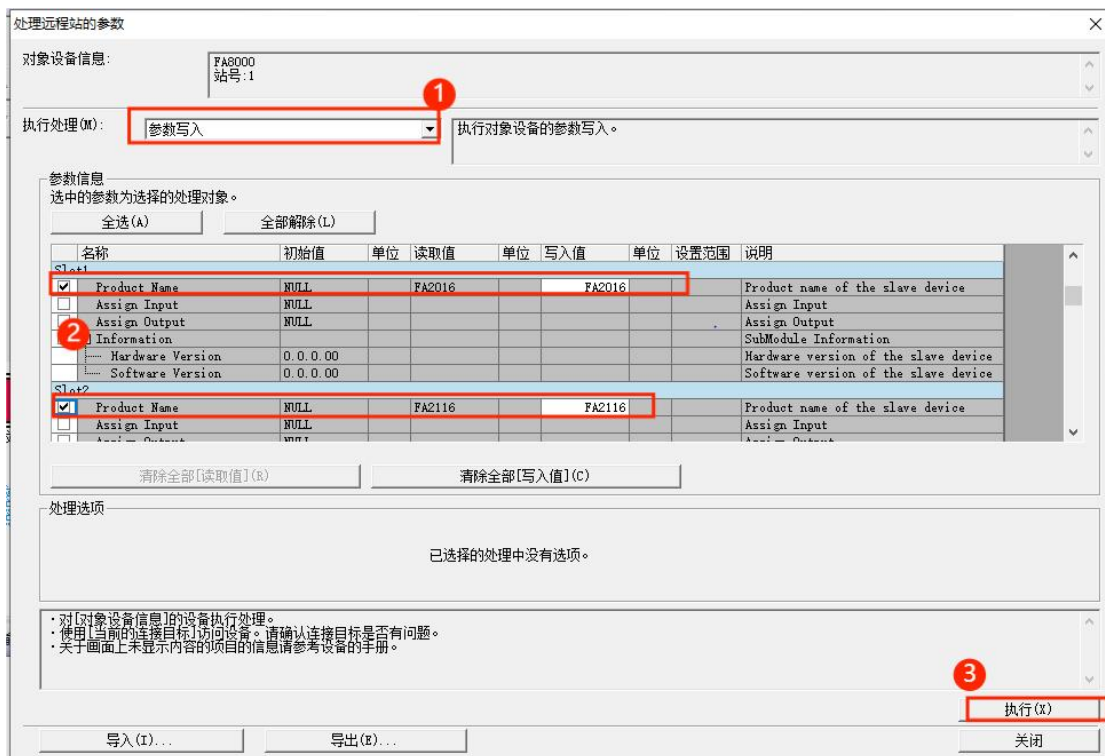 处理远程站的参数
对象设备信息:
FA8000
站号:1
1
执行处理(M):
参数写入
执行对象设备的参数写入。
参数信息
选中的参数为选择的处理对象。
全选(A) 全部解除(L)
名称 初始值 单位 读取值 单位 写入值 单位 设置范围 说明
Slot1
Product Name NULL FA2016 FA2016 Product name of the slave device
Assign Input NULL Assign Input
Assign Output NULL Assign Output
2
Information SubModule Information
Hardware Version 0.0.0.00 Hardware version of the slave device
Software Version 0.0.0.00 Software version of the slave device
Slot2
Product Name NULL FA2116 FA2116 Product name of the slave device
Assign Input NULL Assign Input
Assign Output NULL Assign Output
清除全部[读取值](R) 清除全部[写入值](C)
处理选项
已选择的处理中没有选项。
・对[对象设备信息]的设备执行处理。
・使用[当前的连接目标]访问设备。请确认连接目标是否有问题。
・关于画面上未显示内容的项目的信息请参考设备的手册。
3
执行(X)
导入(I)... 导出(E)... 关闭